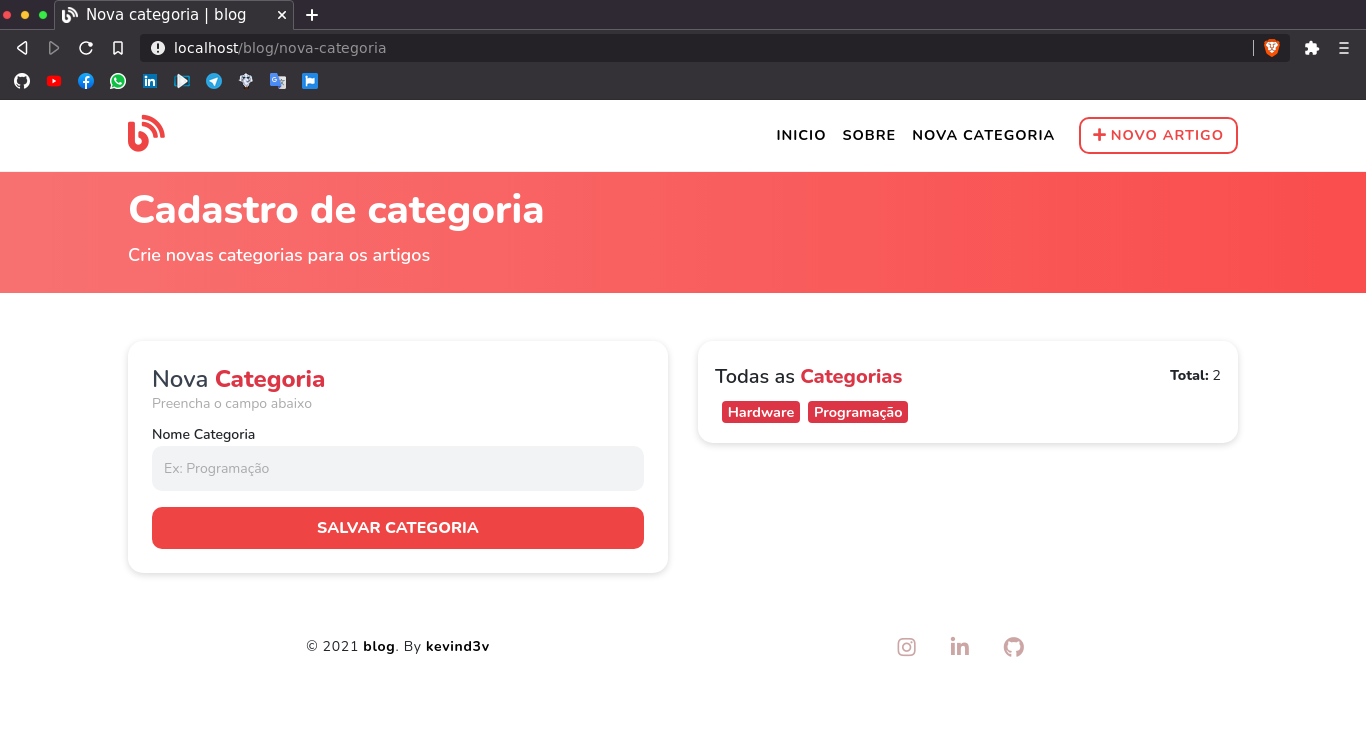 Nova categoria | blog
localhost/blog/nova-categoria
INICIO SOBRE NOVA CATEGORIA NOVO ARTIGO
Cadastro de categoria
Crie novas categorias para os artigos
Nova Categoria
Preencha o campo abaixo
Nome Categoria
Ex: Programação
SALVAR CATEGORIA
Todas as Categorias
Total: 2
Hardware Programação
© 2021 blog. By kevind3v